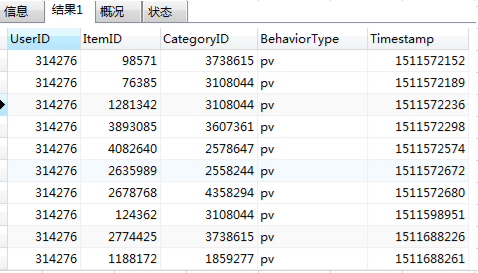 信息 结果1 概况 状态
UserID ItemID CategoryID BehaviorType Timestamp
314276 98571 3738615 pv 1511572152
314276 76385 3108044 pv 1511572189
314276 1281342 3108044 pv 1511572236
314276 3893085 3607361 pv 1511572298
314276 4082640 2578647 pv 1511572574
314276 2635989 2558244 pv 1511572672
314276 2678768 4358294 pv 1511572680
314276 124362 3108044 pv 1511598951
314276 2774425 3738615 pv 1511688226
314276 1188172 1859277 pv 1511688261